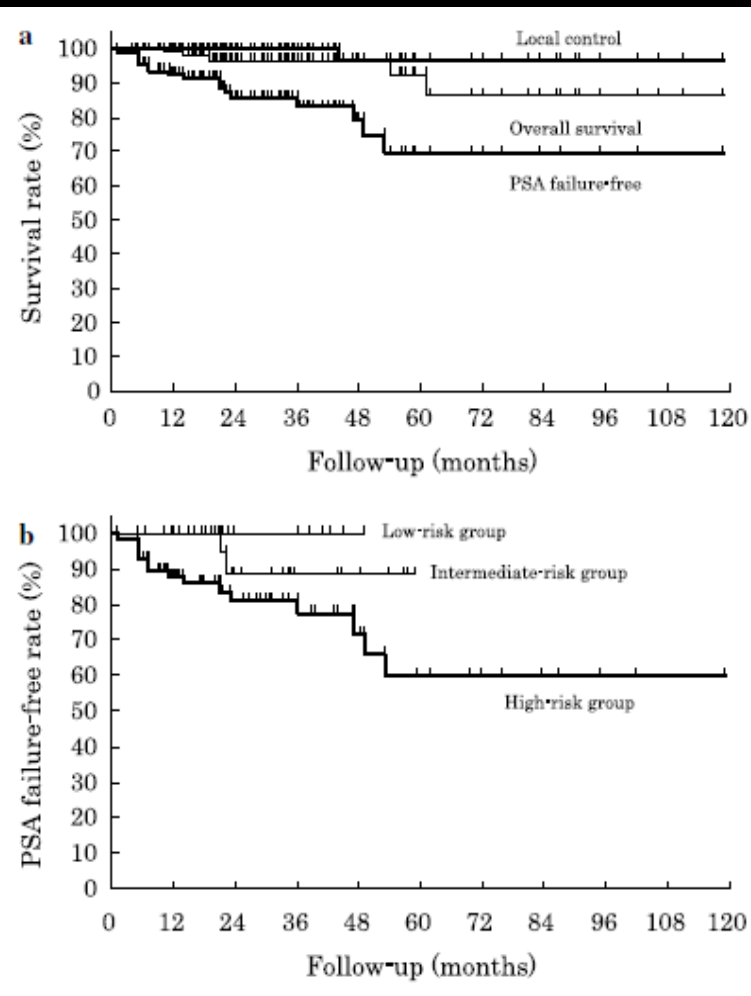 a
Survival rate (%)
100
90
80
70
60
50
40
30
20
10
0
Local control
Overall survival
PSA failure-free
0 12 24 36 48 60 72 84 96 108 120
Follow-up (months)
b
PSA failure-free rate (%)
100
90
80
70
60
50
40
30
20
10
0
Low-risk group
Intermediate-risk group
High-risk group
0 12 24 36 48 60 72 84 96 108 120
Follow-up (months)